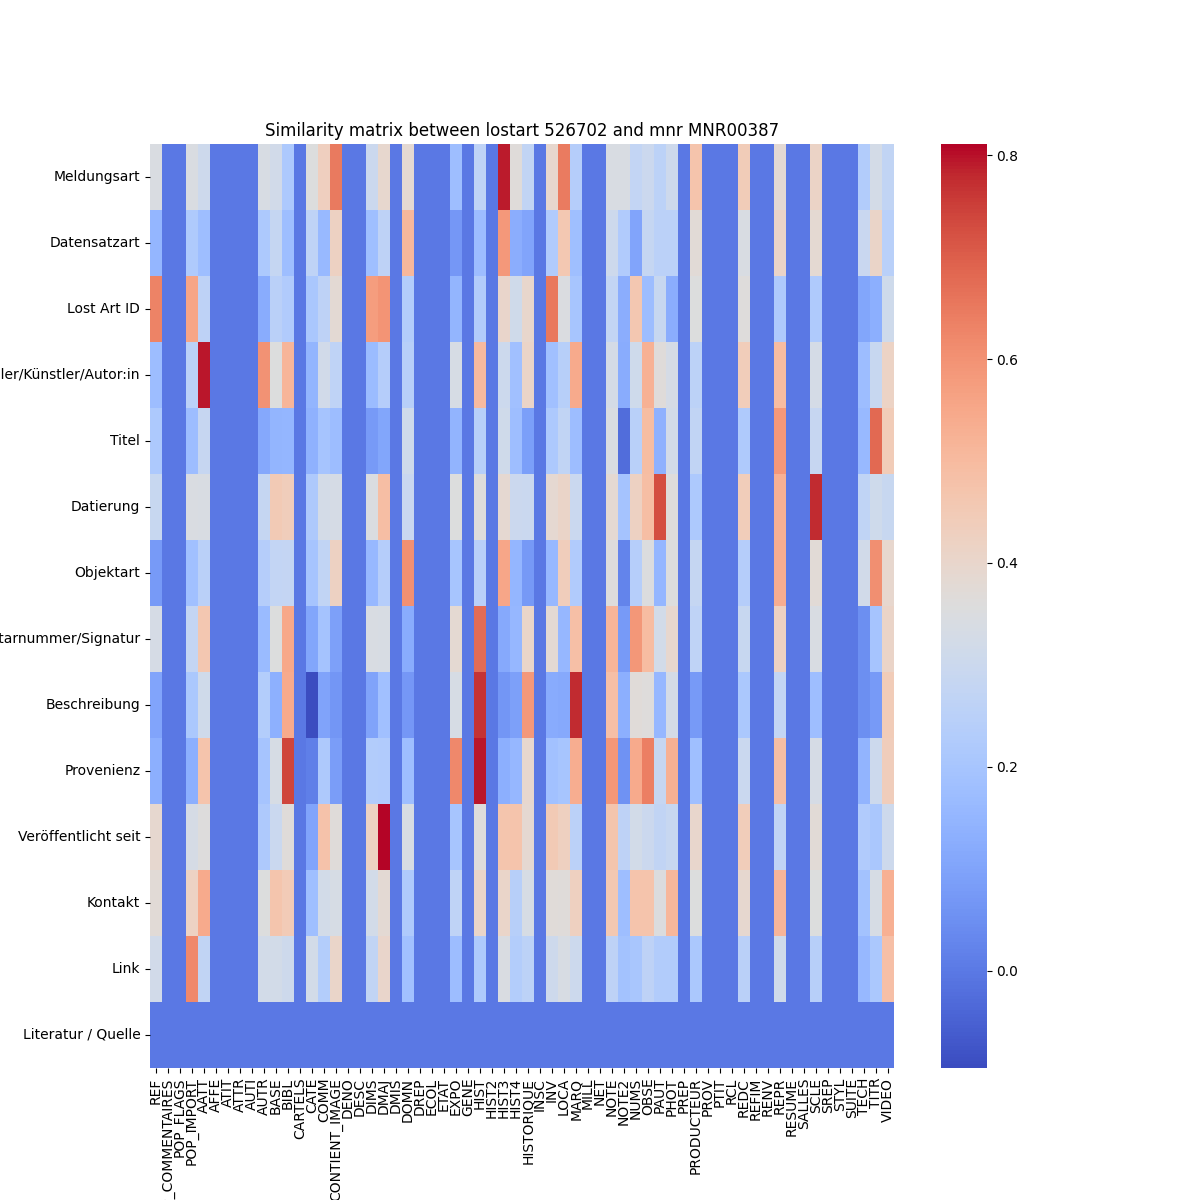 Similarity matrix between lostart 526702 and mnr MNR00387
Meldungsart
Datensatzart
Lost Art ID
ler/Künstler/Autor:in
Titel
Datierung
Objektart
tarnummer/Signatur
Beschreibung
Provenienz
Veröffentlicht seit
Kontakt
Link
Literatur / Quelle
REF
_COMMENTAIRES
POP_FLAGS
POP_IMPORT
AATT
AFFE
ATIT
ATTR
AUTI
AUTR
BASE
BIBL
CARTELS
CATE
COMM
CONTIENT_IMAGE
DENO
DESC
DIMS
DMAJ
DMIS
DOMN
DREP
ECOL
ETAT
EXPO
GENE
HIST
HIST2
HIST3
HIST4
HISTORIQUE
INSC
INV
LOCA
MARQ
MILL
NET
NOTE
NOTE2
NUMS
OBSE
PAUT
PHOT
PREP
PRODUCTEUR
PROV
PTIT
RCL
REDC
REFIM
RENV
REPR
RESUME
SALLES
SCLE
SREP
STYL
SUITE
TECH
TITR
VIDEO
0.8
0.6
0.4
0.2
0.0